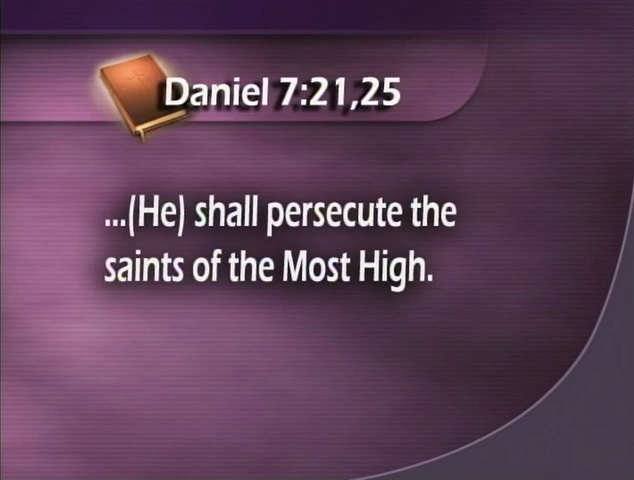 Daniel 7:21,25
...(He) shall persecute the
saints of the Most High.